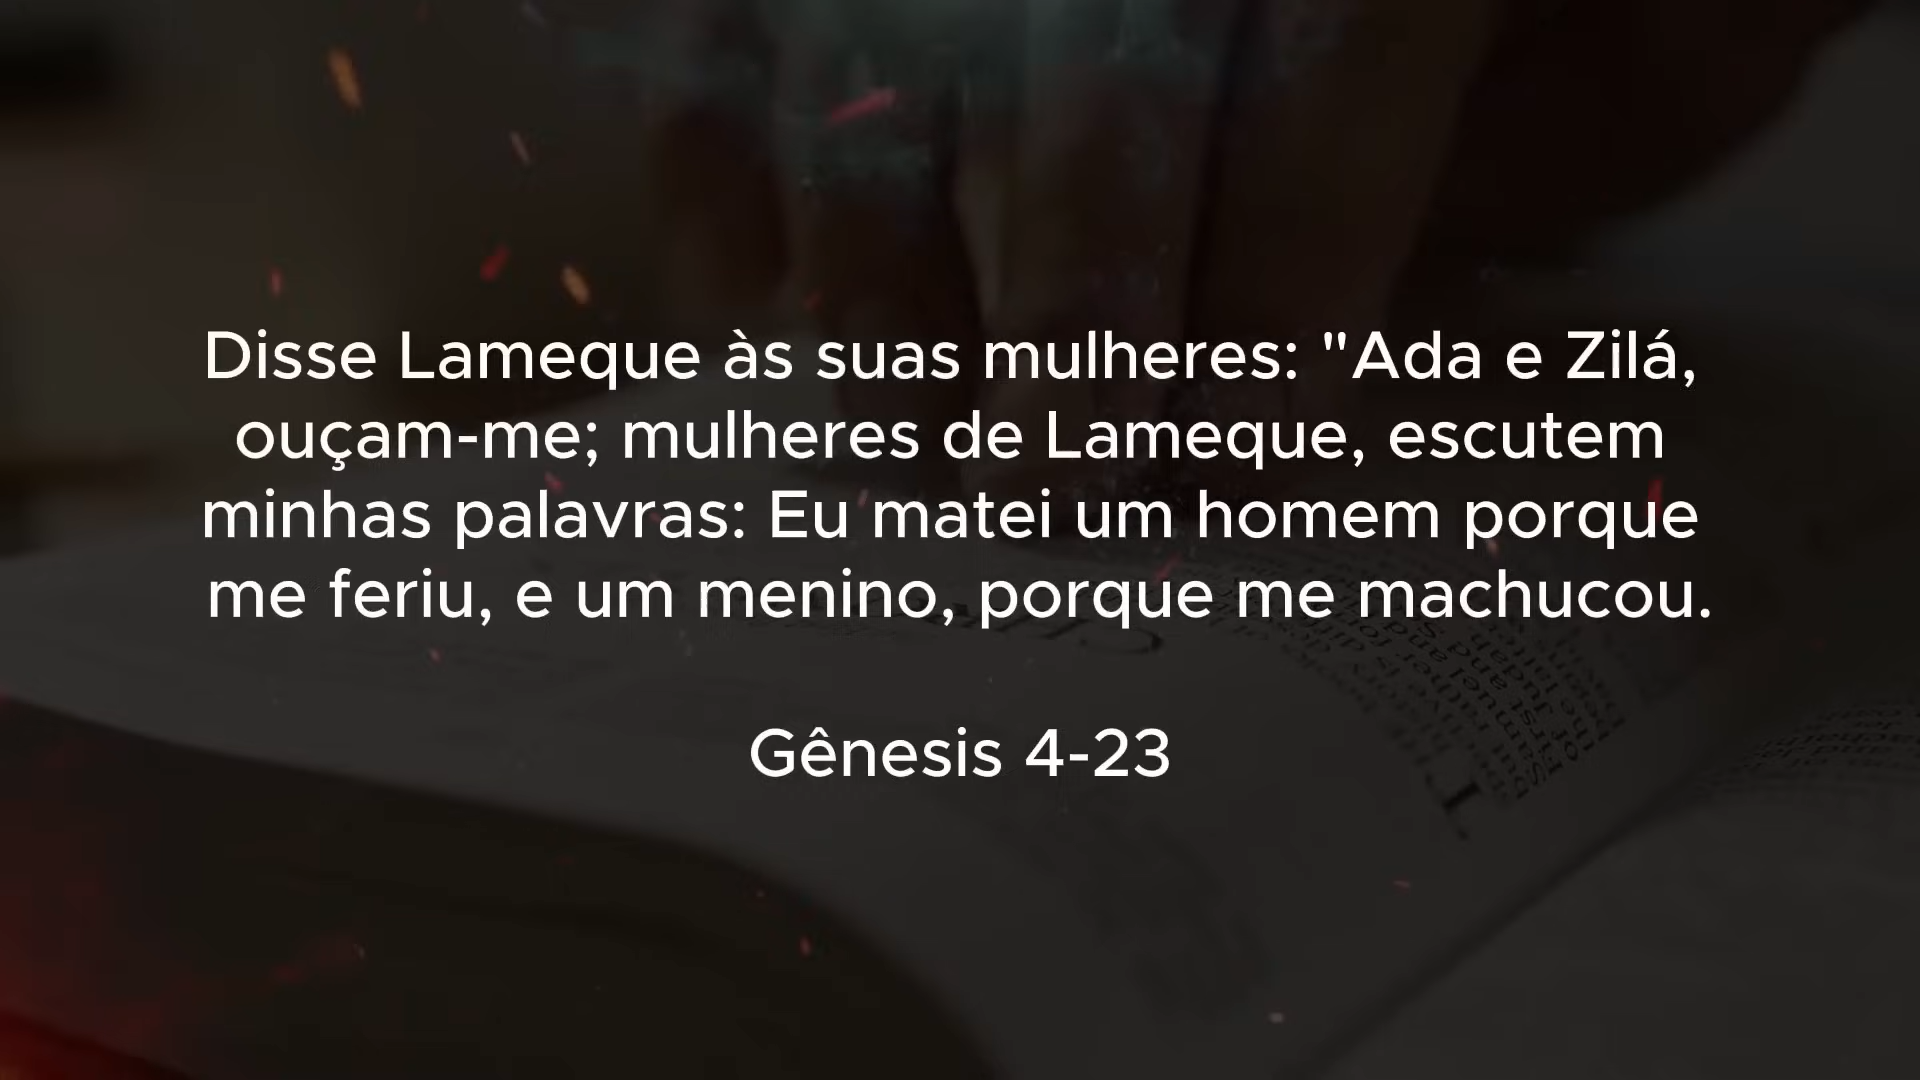 Disse Lameque às suas mulheres: "Ada e Zilá,
ouçam-me; mulheres de Lameque, escutem
minhas palavras: Eu matei um homem porque
me feriu, e um menino, porque me machucou.
Gênesis 4-23